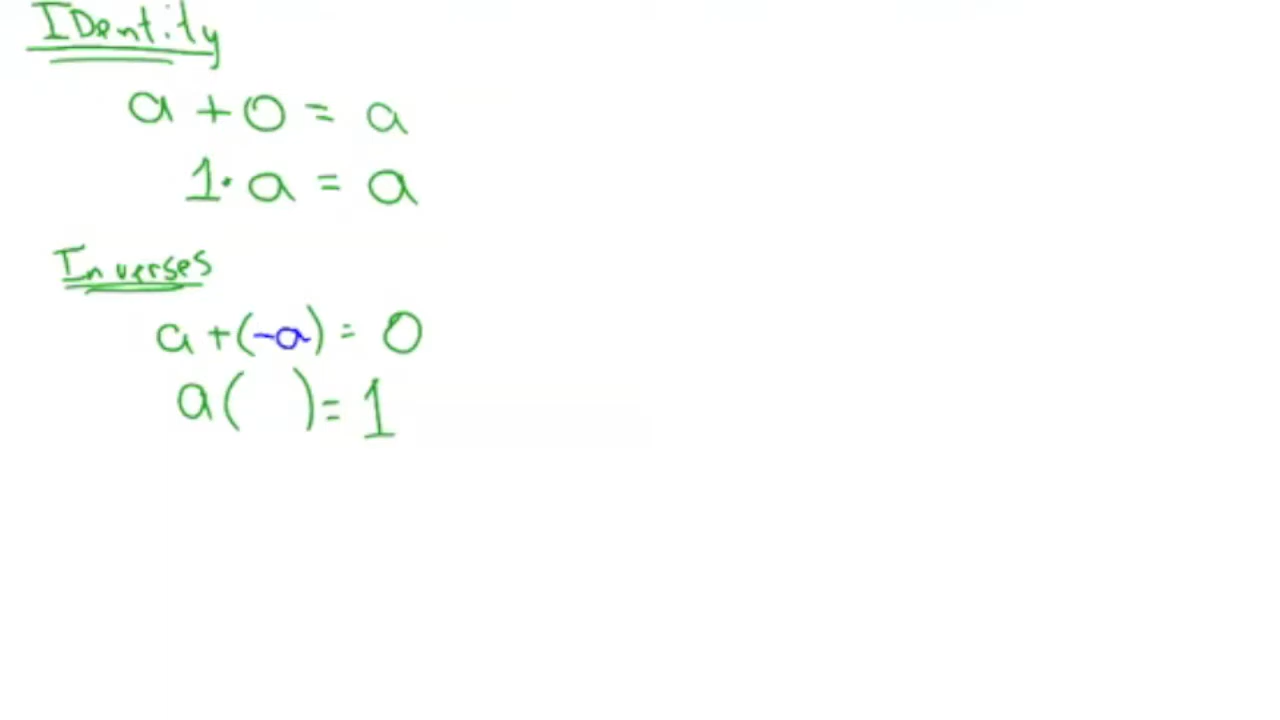 IDentity
a + 0 = a
1 · a = a
Inverses
a + (-a) = 0
a( ) = 1